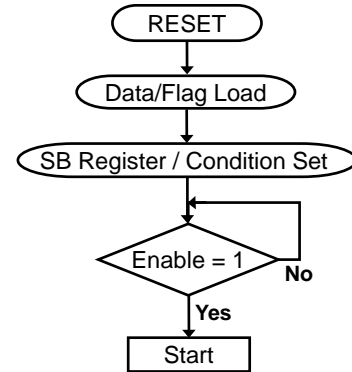 RESET
Data/Flag Load
SB Register / Condition Set
Enable = 1
No
Yes
Start